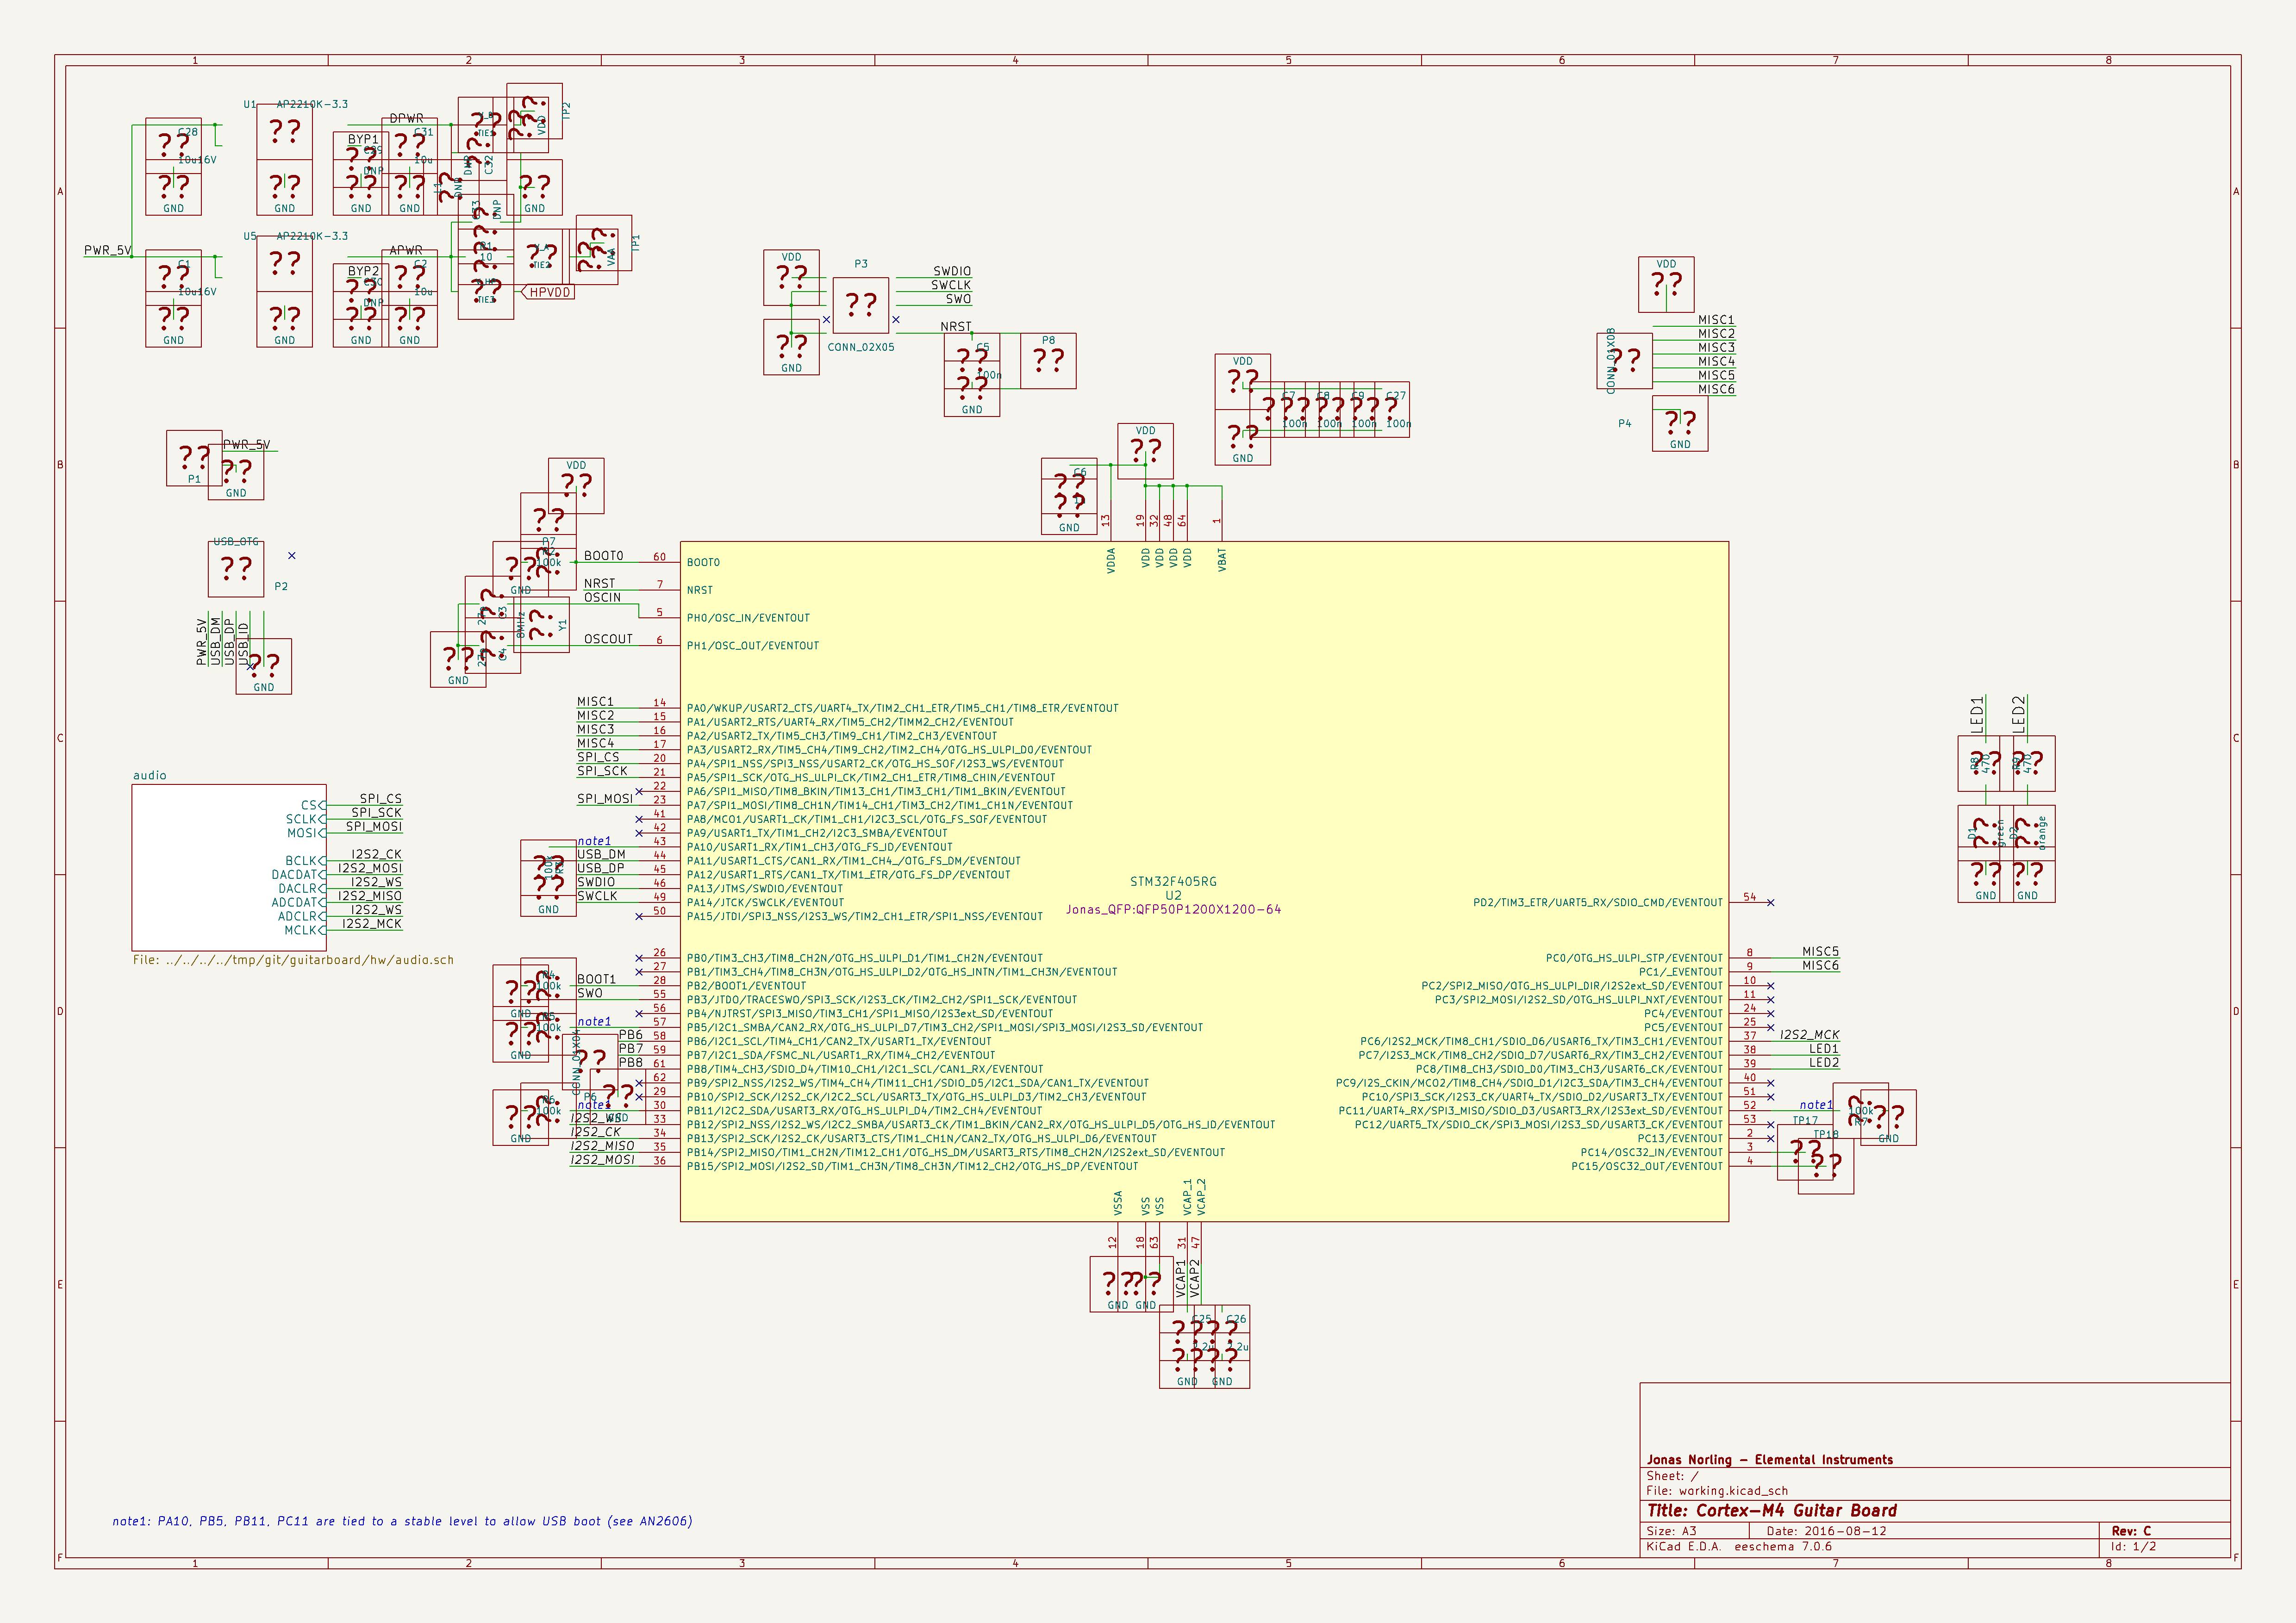 1 2 3 4 5 6 7 8
A
B
C
D
E
F
U1 AP2210K-3.3
C28
10u16V
GND
GND
DPWR
BYP1
C29
DNP
GND
C31
10u
GND
TIE1
VDD
TP2
C32
GND
PWR_5V
C1
10u16V
GND
U5 AP2210K-3.3
GND
APWR
BYP2
C30
DNP
GND
C2
10u
GND
DNP
R1
10
TIE2
TIE3
VAA
TP1
HPVDD
VDD
P3
SWDIO
SWCLK
SWO
NRST
CONN_02X05
GND
C5
100n
GND
P8
VDD
C7
100n
C8
100n
C9
100n
C27
100n
GND
VDD
MISC1
MISC2
MISC3
MISC4
MISC5
MISC6
CONN_01X08
P4
GND
PWR_5V
P1
GND
USB_OTG
P2
PWR_5V
USB_DM
USB_DP
USB_ID
GND
VDD
P7
R2
100k
GND
C3
C4
8MHz
Y1
GND
VDD
C6
GND
13 19 32 48 64 1
VDDA VDD VDD VDD VDD VBAT
BOOT0 60 BOOT0
NRST 7 NRST
OSCIN 5 PH0/OSC_IN/EVENTOUT
OSCOUT 6 PH1/OSC_OUT/EVENTOUT
MISC1 14 PA0/WKUP/USART2_CTS/UART4_TX/TIM2_CH1_ETR/TIM5_CH1/TIM8_ETR/EVENTOUT
MISC2 15 PA1/USART2_RTS/UART4_RX/TIM5_CH2/TIMM2_CH2/EVENTOUT
MISC3 16 PA2/USART2_TX/TIM5_CH3/TIM9_CH1/TIM2_CH3/EVENTOUT
MISC4 17 PA3/USART2_RX/TIM5_CH4/TIM9_CH2/TIM2_CH4/OTG_HS_ULPI_D0/EVENTOUT
SPI_CS 20 PA4/SPI1_NSS/SPI3_NSS/USART2_CK/OTG_HS_SOF/I2S3_WS/EVENTOUT
SPI_SCK 21 PA5/SPI1_SCK/OTG_HS_ULPI_CK/TIM2_CH1_ETR/TIM8_CHIN/EVENTOUT
22 PA6/SPI1_MISO/TIM8_BKIN/TIM13_CH1/TIM3_CH1/TIM1_BKIN/EVENTOUT
SPI_MOSI 23 PA7/SPI1_MOSI/TIM8_CH1N/TIM14_CH1/TIM3_CH2/TIM1_CH1N/EVENTOUT
41 PA8/MCO1/USART1_CK/TIM1_CH1/I2C3_SCL/OTG_FS_SOF/EVENTOUT
42 PA9/USART1_TX/TIM1_CH2/I2C3_SMBA/EVENTOUT
note1 43 PA10/USART1_RX/TIM1_CH3/OTG_FS_ID/EVENTOUT
USB_DM 44 PA11/USART1_CTS/CAN1_RX/TIM1_CH4_/OTG_FS_DM/EVENTOUT
USB_DP 45 PA12/USART1_RTS/CAN1_TX/TIM1_ETR/OTG_FS_DP/EVENTOUT
SWDIO 46 PA13/JTMS/SWDIO/EVENTOUT
SWCLK 49 PA14/JTCK/SWCLK/EVENTOUT
50 PA15/JTDI/SPI3_NSS/I2S3_WS/TIM2_CH1_ETR/SPI1_NSS/EVENTOUT
100k
GND
26 PB0/TIM3_CH3/TIM8_CH2N/OTG_HS_ULPI_D1/TIM1_CH2N/EVENTOUT
27 PB1/TIM3_CH4/TIM8_CH3N/OTG_HS_ULPI_D2/OTG_HS_INTN/TIM1_CH3N/EVENTOUT
BOOT1 28 PB2/BOOT1/EVENTOUT
SWO 55 PB3/JTDO/TRACESWO/SPI3_SCK/I2S3_CK/TIM2_CH2/SPI1_SCK/EVENTOUT
56 PB4/NJTRST/SPI3_MISO/TIM3_CH1/SPI1_MISO/I2S3ext_SD/EVENTOUT
note1 57 PB5/I2C1_SMBA/CAN2_RX/OTG_HS_ULPI_D7/TIM3_CH2/SPI1_MOSI/SPI3_MOSI/I2S3_SD/EVENTOUT
PB6 58 PB6/I2C1_SCL/TIM4_CH1/CAN2_TX/USART1_TX/EVENTOUT
PB7 59 PB7/I2C1_SDA/FSMC_NL/USART1_RX/TIM4_CH2/EVENTOUT
PB8 61 PB8/TIM4_CH3/SDIO_D4/TIM10_CH1/I2C1_SCL/CAN1_RX/EVENTOUT
62 PB9/SPI2_NSS/I2S2_WS/TIM4_CH4/TIM11_CH1/SDIO_D5/I2C1_SDA/CAN1_TX/EVENTOUT
29 PB10/SPI2_SCK/I2S2_CK/I2C2_SCL/USART3_TX/OTG_HS_ULPI_D3/TIM2_CH3/EVENTOUT
note1 30 PB11/I2C2_SDA/USART3_RX/OTG_HS_ULPI_D4/TIM2_CH4/EVENTOUT
I2S2_WS 33 PB12/SPI2_NSS/I2S2_WS/I2C2_SMBA/USART3_CK/TIM1_BKIN/CAN2_RX/OTG_HS_ULPI_D5/OTG_HS_ID/EVENTOUT
I2S2_CK 34 PB13/SPI2_SCK/I2S2_CK/USART3_CTS/TIM1_CH1N/CAN2_TX/OTG_HS_ULPI_D6/EVENTOUT
I2S2_MISO 35 PB14/SPI2_MISO/TIM1_CH2N/TIM12_CH1/OTG_HS_DM/USART3_RTS/TIM8_CH2N/I2S2ext_SD/EVENTOUT
I2S2_MOSI 36 PB15/SPI2_MOSI/I2S2_SD/TIM1_CH3N/TIM8_CH3N/TIM12_CH2/OTG_HS_DP/EVENTOUT
R4
100k
GND
R5
100k
GND
P6
R6
100k
GND
STM32F405RG
U2
Jonas_QFP:QFP50P1200X1200-64
PD2/TIM3_ETR/UART5_RX/SDIO_CMD/EVENTOUT 54
PC0/OTG_HS_ULPI_STP/EVENTOUT 8 MISC5
PC1/_EVENTOUT 9 MISC6
PC2/SPI2_MISO/OTG_HS_ULPI_DIR/I2S2ext_SD/EVENTOUT 10
PC3/SPI2_MOSI/I2S2_SD/OTG_HS_ULPI_NXT/EVENTOUT 11
PC4/EVENTOUT 24
PC5/EVENTOUT 25
PC6/I2S2_MCK/TIM8_CH1/SDIO_D6/USART6_TX/TIM3_CH1/EVENTOUT 37 I2S2_MCK
PC7/I2S3_MCK/TIM8_CH2/SDIO_D7/USART6_RX/TIM3_CH2/EVENTOUT 38 LED1
PC8/TIM8_CH3/SDIO_D0/TIM3_CH3/USART6_CK/EVENTOUT 39 LED2
PC9/I2S_CKIN/MCO2/TIM8_CH4/SDIO_D1/I2C3_SDA/TIM3_CH4/EVENTOUT 40
PC10/SPI3_SCK/I2S3_CK/UART4_TX/SDIO_D2/USART3_TX/EVENTOUT 51
PC11/UART4_RX/SPI3_MISO/SDIO_D3/USART3_RX/I2S3ext_SD/EVENTOUT 52 note1
PC12/UART5_TX/SDIO_CK/SPI3_MOSI/I2S3_SD/USART3_CK/EVENTOUT 53
PC13/EVENTOUT 2
PC14/OSC32_IN/EVENTOUT 3
PC15/OSC32_OUT/EVENTOUT 4
100k
R7
GND
TP17
TP18
VSSA VSS VSS VCAP_1 VCAP_2
12 18 63 31 47
GND GND
VCAP1
VCAP2
C25
C26
2.2u
GND GND
LED1
LED2
470
470
D1
green
D2
orange
GND GND
audio
CS SPI_CS
SCLK SPI_SCK
MOSI SPI_MOSI
BCLK I2S2_CK
DACDAT I2S2_MOSI
DACLR I2S2_WS
ADCDAT I2S2_MISO
ADCLR I2S2_WS
MCLK I2S2_MCK
File: ../../../../tmp/git/guitarboard/hw/audio.sch
note1: PA10, PB5, PB11, PC11 are tied to a stable level to allow USB boot (see AN2606)
Jonas Norling - Elemental Instruments
Sheet: /
File: working.kicad_sch
Title: Cortex-M4 Guitar Board
Size: A3 Date: 2016-08-12 Rev: C
KiCad E.D.A. eeschema 7.0.6 Id: 1/2
1 2 3 4 5 6 7 8